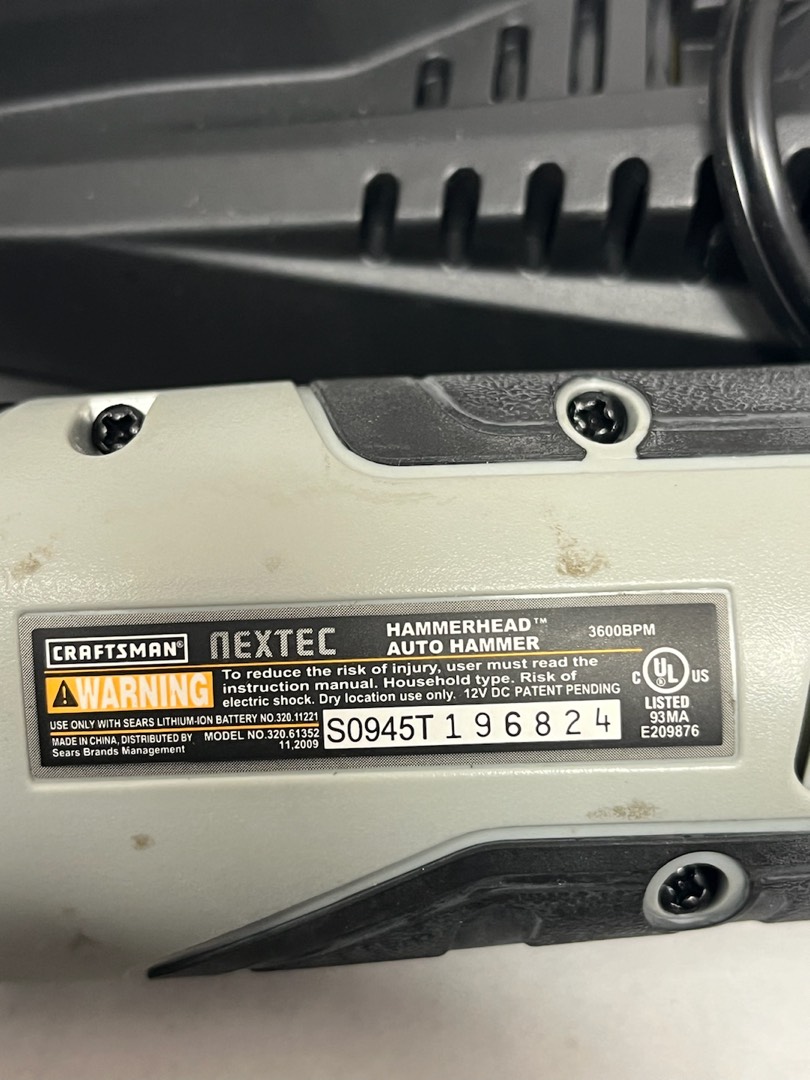 CRAFTSMAN® NEXTEC HAMMERHEAD™ AUTO HAMMER 3600BPM
⚠WARNING
To reduce the risk of injury, user must read the
instruction manual. Household type. Risk of
electric shock. Dry location use only. 12V DC PATENT PENDING
USE ONLY WITH SEARS LITHIUM-ION BATTERY NO.320.11221
MADE IN CHINA, DISTRIBUTED BY
Sears Brands Management
MODEL NO.320.61352
11,2009
S0945T 196824
C UL® US
LISTED
93MA
E209876